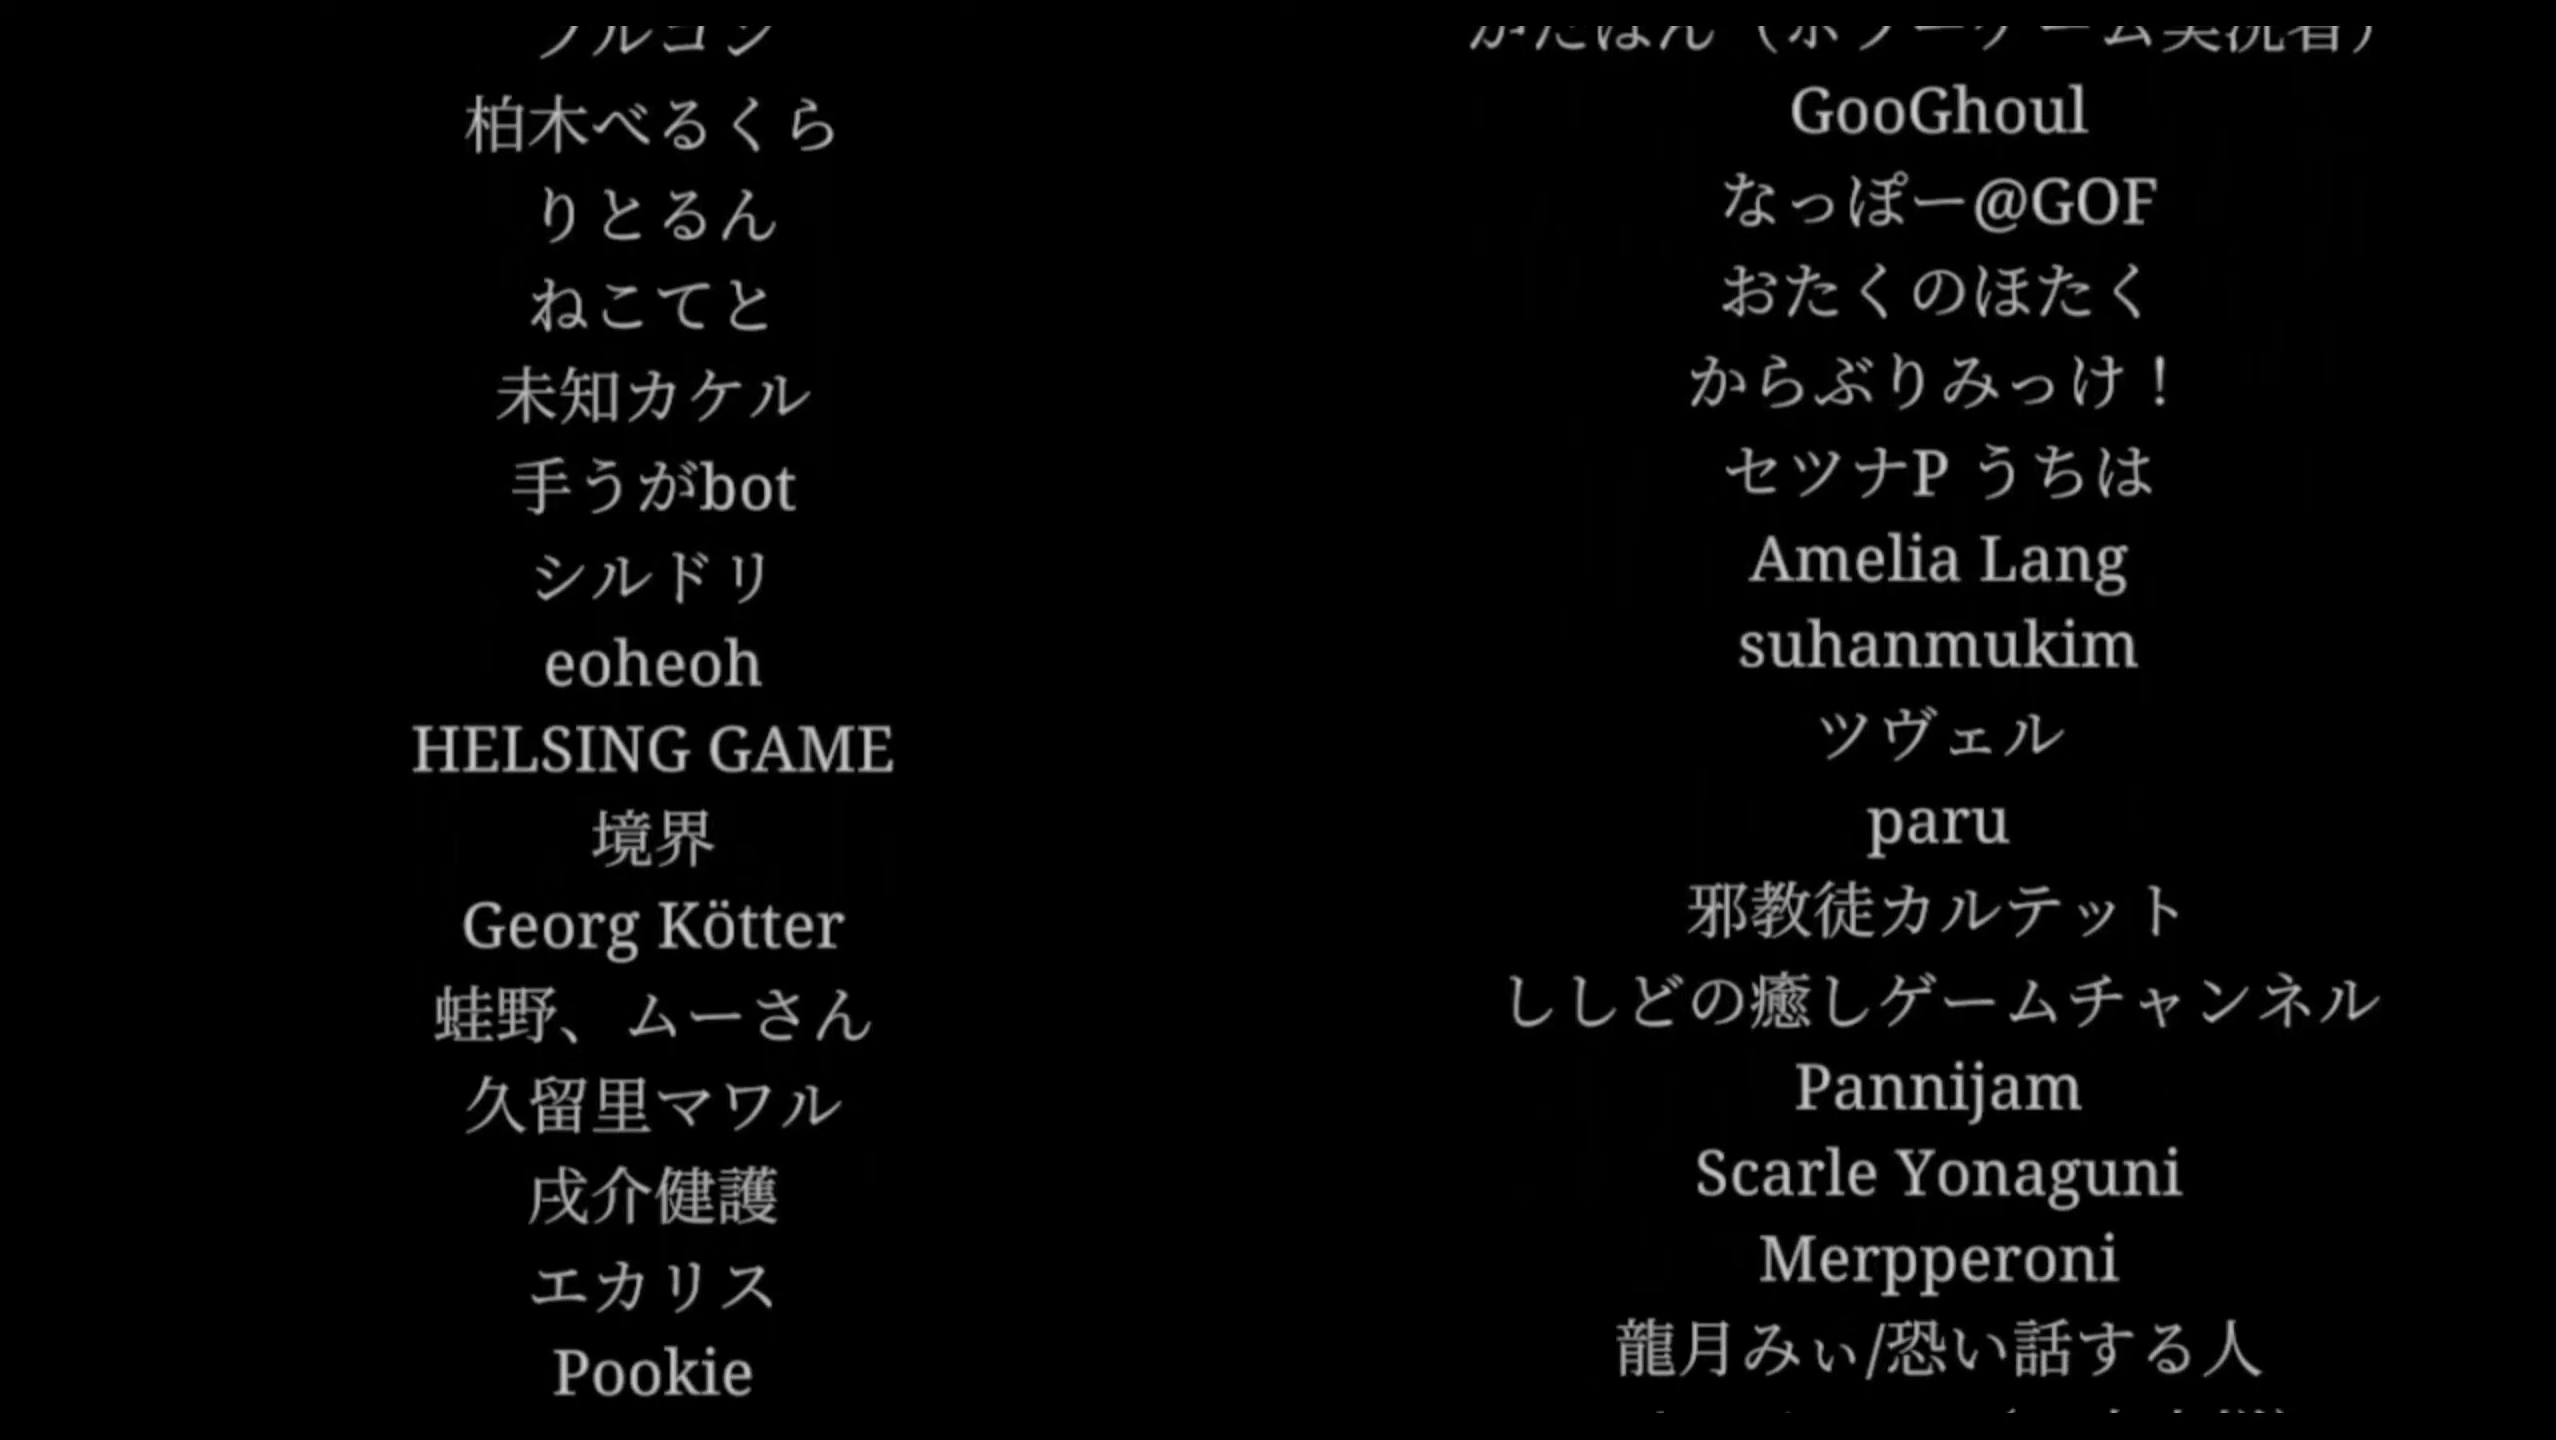 柏木べるくら
りとるん
ねこてと
未知カケル
手うがbot
シルドリ
eoheoh
HELSING GAME
境界
Georg Kötter
蛙野、ムーさん
久留里マワル
戌介健護
エカリス
Pookie
GooGhoul
なっぽー@GOF
おたくのほたく
からぶりみっけ！
セツナP うちは
Amelia Lang
suhanmukim
ツヴェル
paru
邪教徒カルテット
ししどの癒しゲームチャンネル
Pannijam
Scarle Yonaguni
Merpperoni
龍月みぃ/恐い話する人